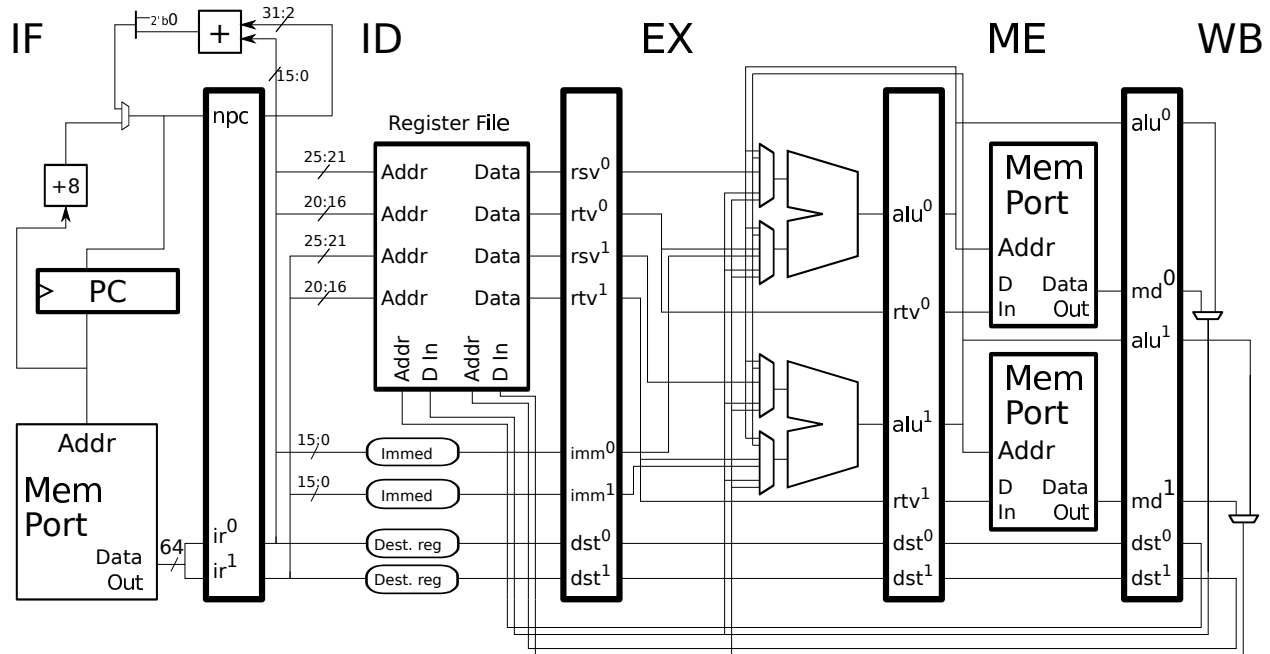 IF
ID
EX
ME
WB
2'b0
+
31:2
15:0
+8
PC
npc
Register File
25:21
Addr
Data
20:16
Addr
Data
25:21
Addr
Data
20:16
Addr
Data
Addr
D In
Addr
D In
rsv0
rtv0
rsv1
rtv1
alu0
rtv0
alu1
rtv1
Mem
Port
Addr
D
In
Data
Out
Mem
Port
Addr
D
In
Data
Out
alu0
md0
alu1
md1
Addr
Mem
Port
Data
Out
64
ir0
ir1
15:0
Immed
imm0
15:0
Immed
imm1
Dest. reg
dst0
dst0
dst0
Dest. reg
dst1
dst1
dst1